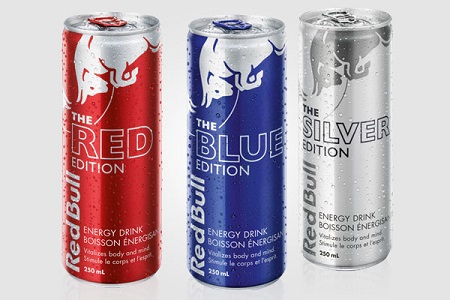 Red Bull
THE
RED
EDITION
ENERGY DRINK
BOISSON ÉNERGISAN
Vitalizes body and mind.
Stimule le corps et l'esprit.
250 mL
Red Bull
THE
BLUE
EDITION
ENERGY DRINK
BOISSON ÉNERGISAN
Vitalizes body and mind.
Stimule le corps et l'esprit.
250 mL
Red Bull
THE
SILVER
EDITION
ENERGY DRINK
BOISSON ÉNERGISAN
Vitalizes body and mind.
Stimule le corps et l'esprit.
250 mL